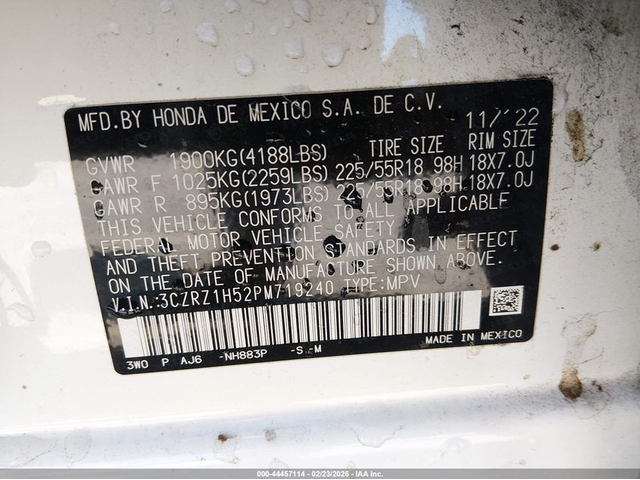 MFD.BY HONDA DE MEXICO S.A. DE C.V.
11/'22
TIRE SIZE RIM SIZE
GVWR 1900KG(4188LBS)
GAWR F 1025KG(2259LBS) 225/55R18 98H 18X7.0J
GAWR R 895KG(1973LBS) 225/55R18 98H 18X7.0J
THIS VEHICLE CONFORMS TO ALL APPLICABLE
FEDERAL MOTOR VEHICLE SAFETY
AND THEFT PREVENTION STANDARDS IN EFFECT
ON THE DATE OF MANUFACTURE SHOWN ABOVE.
V.I.N.:3CZRZ1H52PM719240 TYPE:MPV
3W0 P AJ6 -NH883P -S -M
MADE IN MEXICO
000-44457114 - 02/23/2026 - IAA Inc.